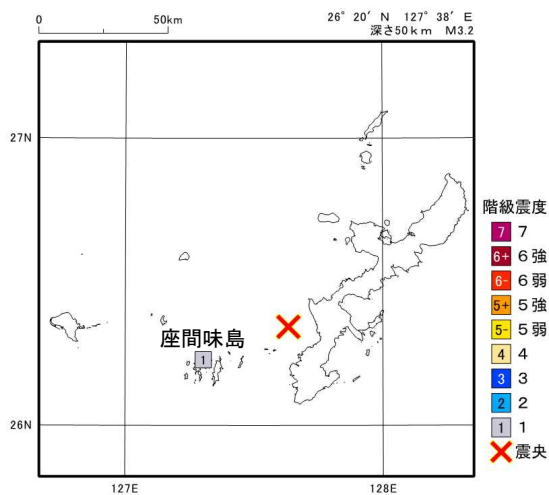 0 50km 26° 20′ N 127° 38′ E
深さ50km M3.2
27N
階級震度
7 7
6+ 6強
6- 6弱
5+ 5強
5- 5弱
4 4
3 3
2 2
1 1
震央
座間味島
1
26N
127E 128E